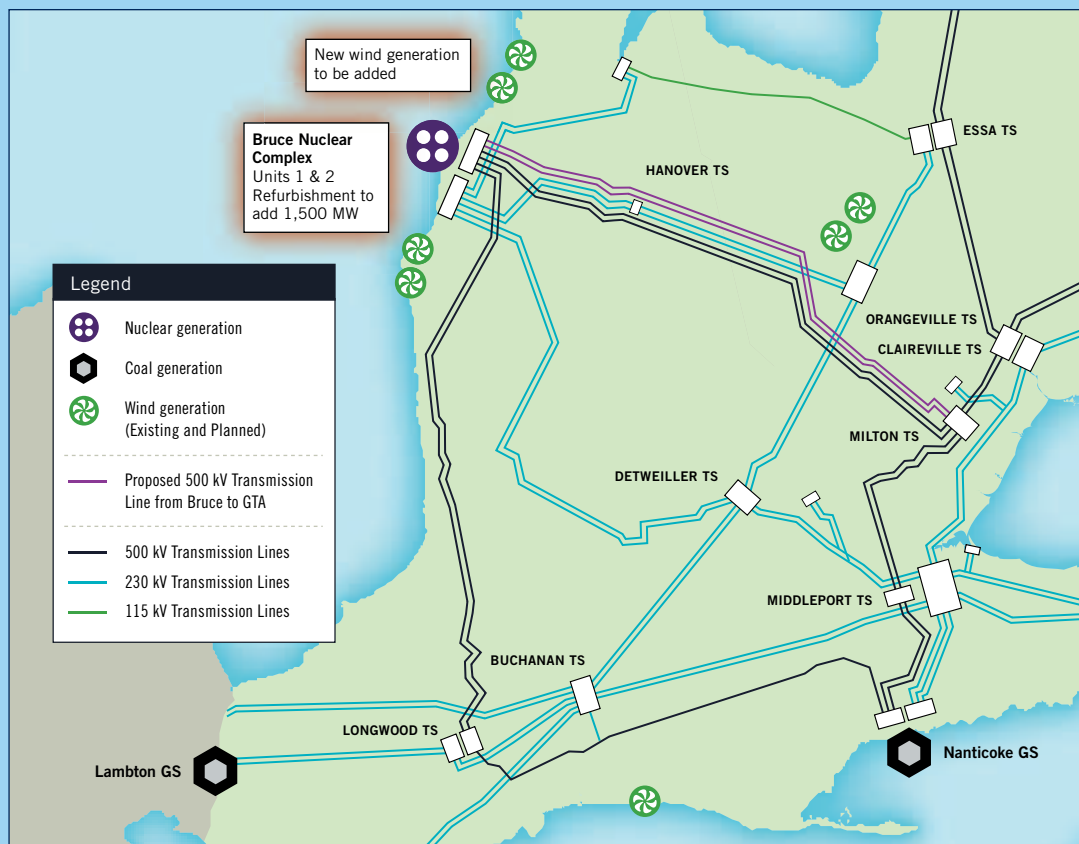 New wind generation
to be added
Bruce Nuclear
Complex
Units 1 & 2
Refurbishment to
add 1,500 MW
HANOVER TS
ESSA TS
Legend
Nuclear generation
Coal generation
Wind generation
(Existing and Planned)
Proposed 500 kV Transmission
Line from Bruce to GTA
500 kV Transmission Lines
230 kV Transmission Lines
115 kV Transmission Lines
ORANGEVILLE TS
CLAIREVILLE TS
MILTON TS
DETWEILLER TS
MIDDLEPORT TS
BUCHANAN TS
LONGWOOD TS
Lambton GS
Nanticoke GS